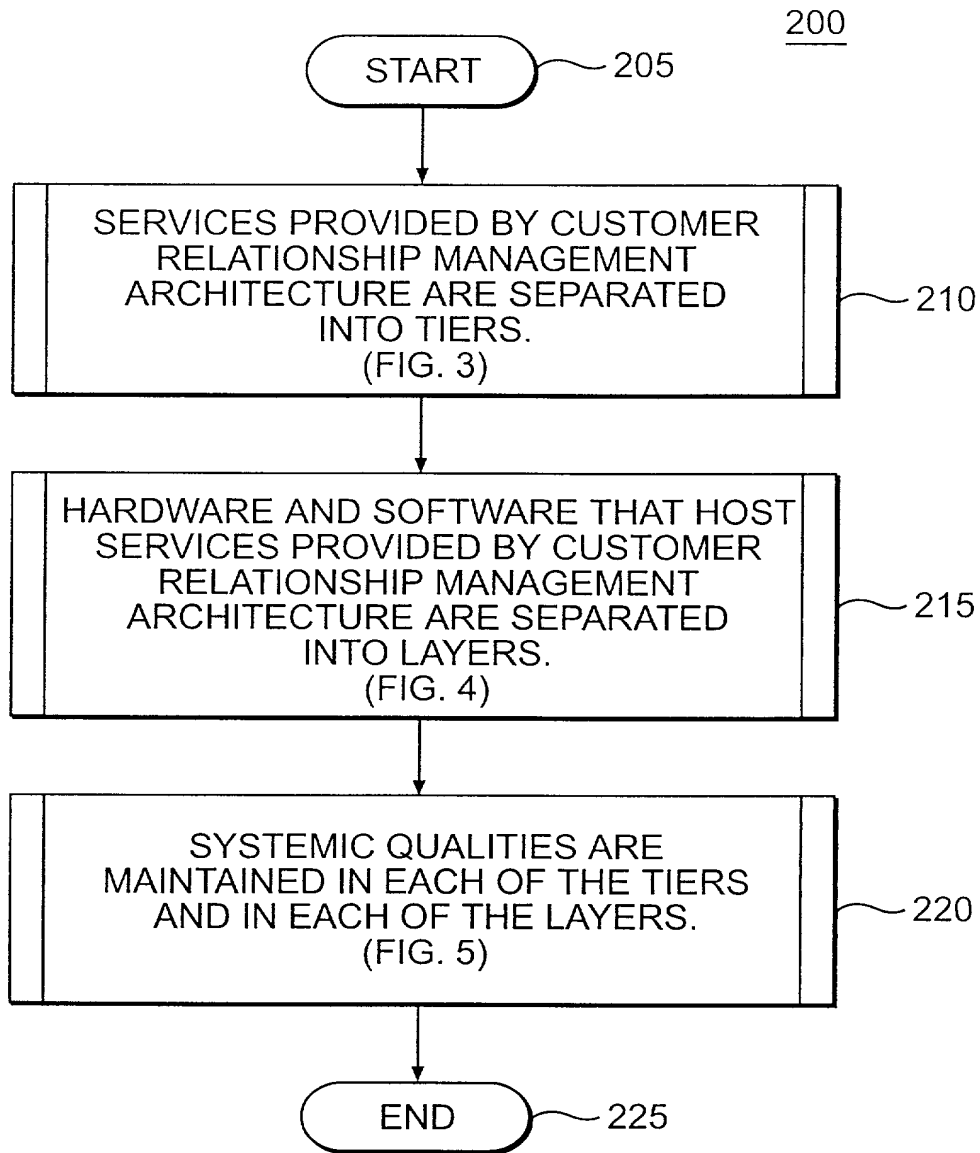 200
START
205
SERVICES PROVIDED BY CUSTOMER
RELATIONSHIP MANAGEMENT
ARCHITECTURE ARE SEPARATED
INTO TIERS.
(FIG. 3)
210
HARDWARE AND SOFTWARE THAT HOST
SERVICES PROVIDED BY CUSTOMER
RELATIONSHIP MANAGEMENT
ARCHITECTURE ARE SEPARATED
INTO LAYERS.
(FIG. 4)
215
SYSTEMIC QUALITIES ARE
MAINTAINED IN EACH OF THE TIERS
AND IN EACH OF THE LAYERS.
(FIG. 5)
220
END
225